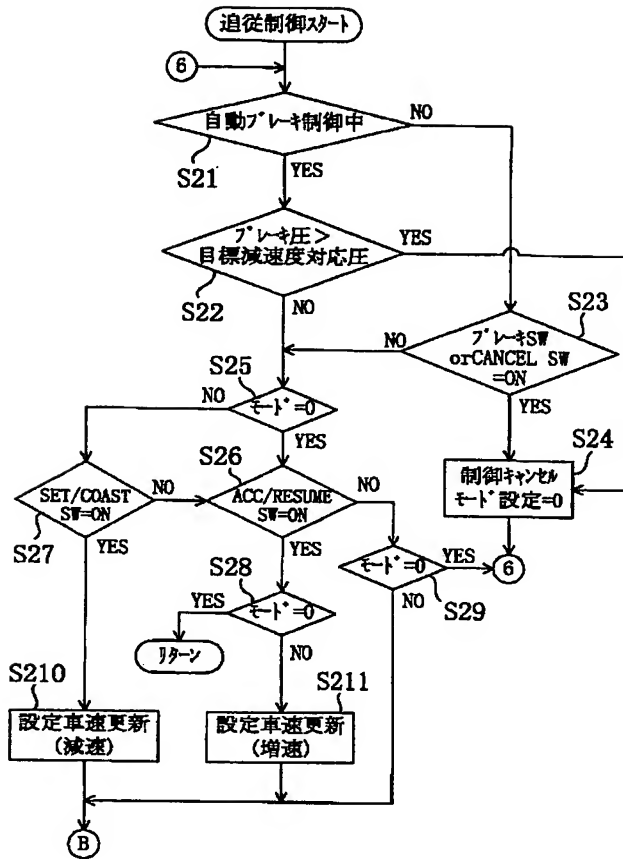 追従制御スタート
6
自動ブレーキ制御中
NO
S21
YES
ブレーキ圧＞
目標減速度対応圧
YES
S22
NO
S23
ブレーキSW
orCANCEL SW
=ON
NO
YES
S25
NO
モード=0
YES
S24
制御キャンセル
モード設定=0
S26
SET/COAST
SW=ON
NO
ACC/RESUME
SW=ON
NO
S27
YES
YES
6
S28
モード=0
YES
S29
YES
モード=0
NO
リターン
NO
S210
設定車速更新
(減速)
S211
設定車速更新
(増速)
B